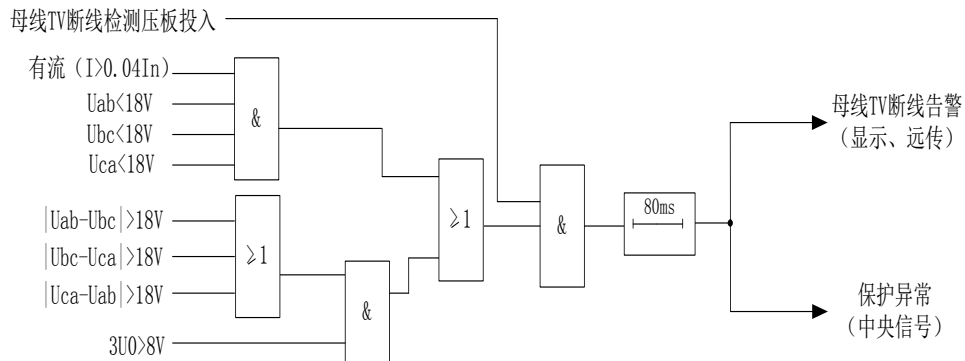 母线TV断线检测压板投入
有流（I>0.04In）
Uab<18V
Ubc<18V
Uca<18V
&
|Uab-Ubc|>18V
|Ubc-Uca|>18V
|Uca-Uab|>18V
≥1
3U0>8V
&
≥1
&
80ms
母线TV断线告警
（显示、远传）
保护异常
（中央信号）